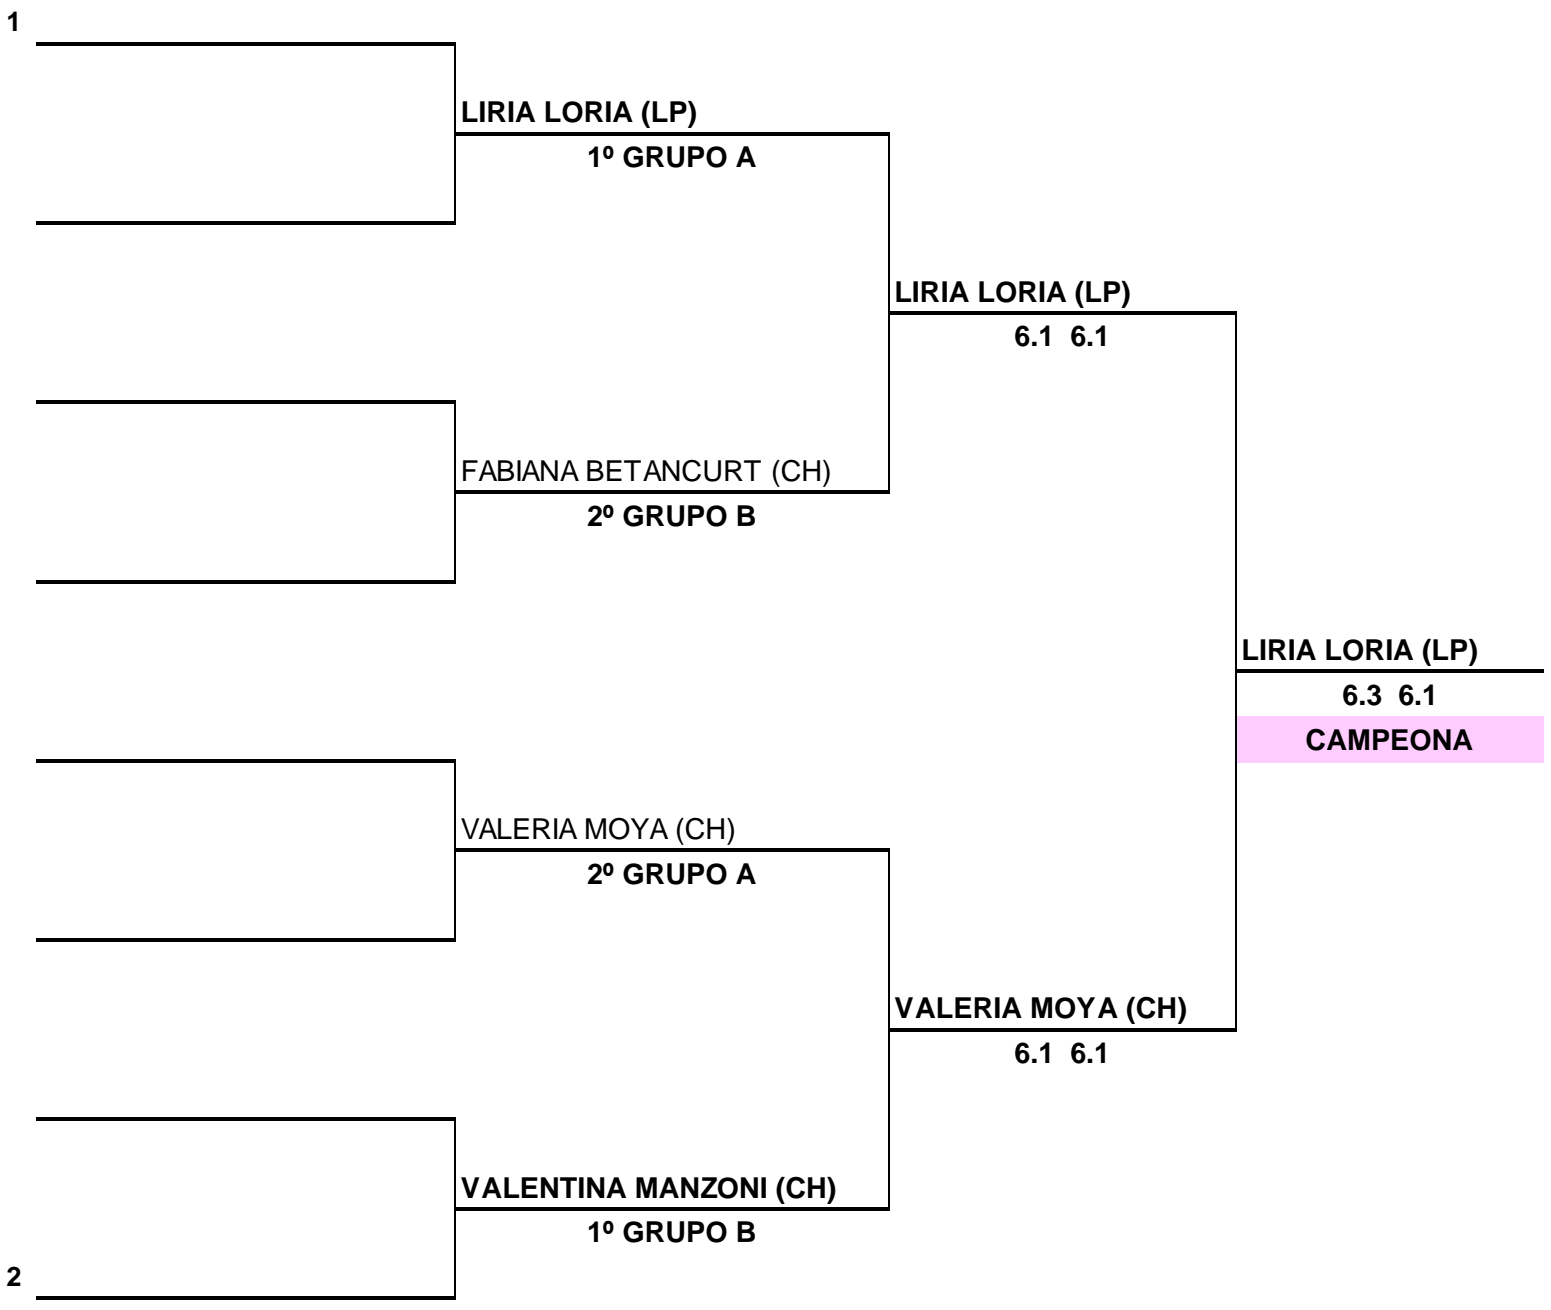 1
LIRIA LORIA (LP)
1º GRUPO A
LIRIA LORIA (LP)
6.1 6.1
FABIANA BETANCURT (CH)
2º GRUPO B
LIRIA LORIA (LP)
6.3 6.1
CAMPEONA
VALERIA MOYA (CH)
2º GRUPO A
VALERIA MOYA (CH)
6.1 6.1
VALENTINA MANZONI (CH)
1º GRUPO B
2